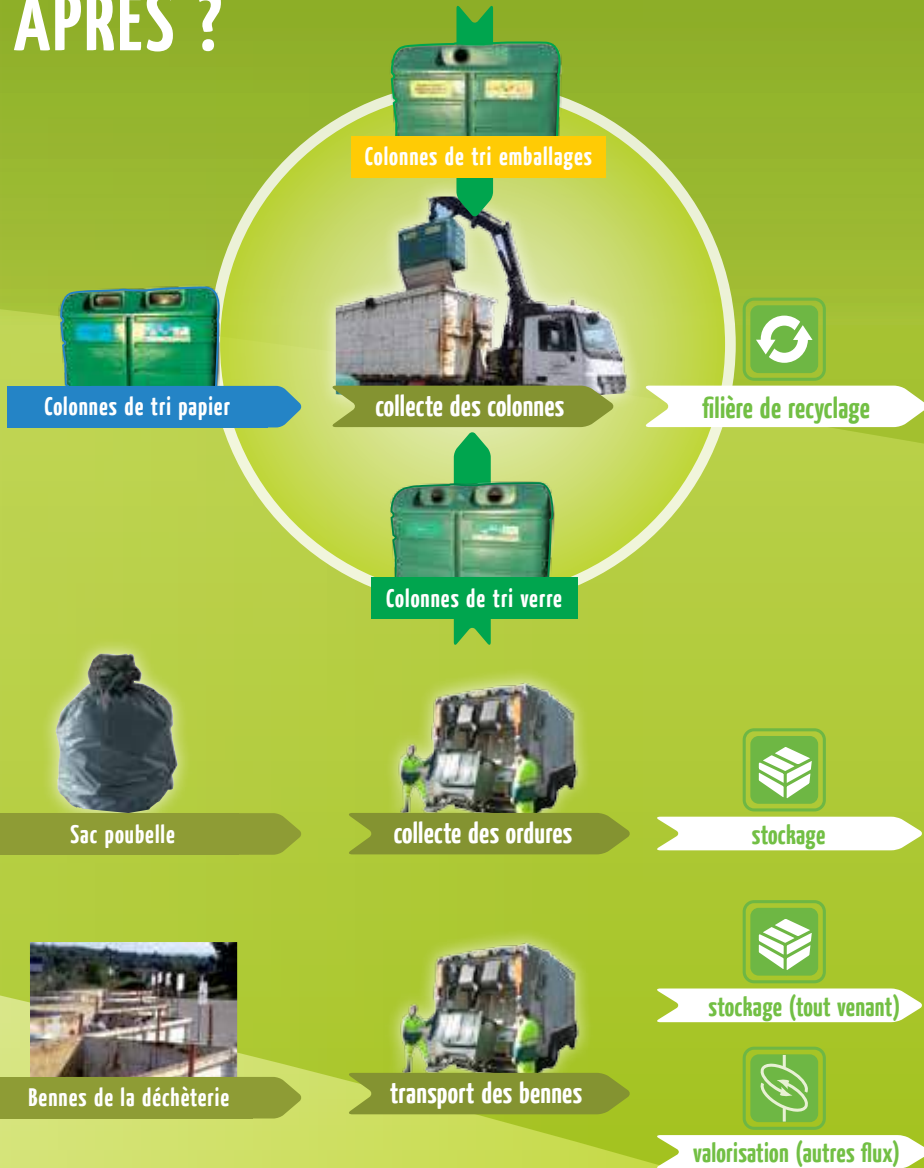 APRÈS ?
Colonnes de tri emballages
Colonnes de tri papier
collecte des colonnes
filière de recyclage
Colonnes de tri verre
Sac poubelle
collecte des ordures
stockage
stockage (tout venant)
Bennes de la déchèterie
transport des bennes
valorisation (autres flux)